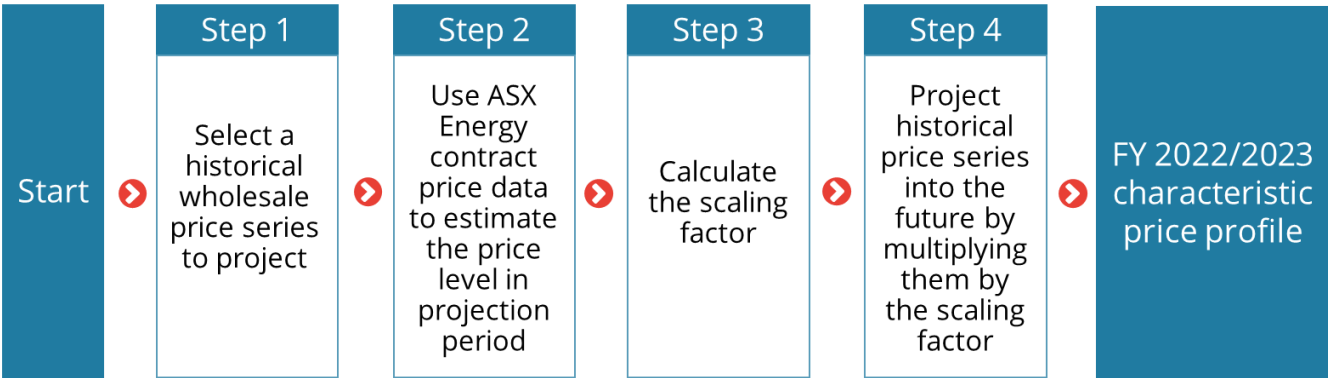 Start
Step 1
Select a
historical
wholesale
price series
to project
Step 2
Use ASX
Energy
contract
price data
to estimate
the price
level in
projection
period
Step 3
Calculate
the scaling
factor
Step 4
Project
historical
price series
into the
future by
multiplying
them by
the scaling
factor
FY 2022/2023
characteristic
price profile